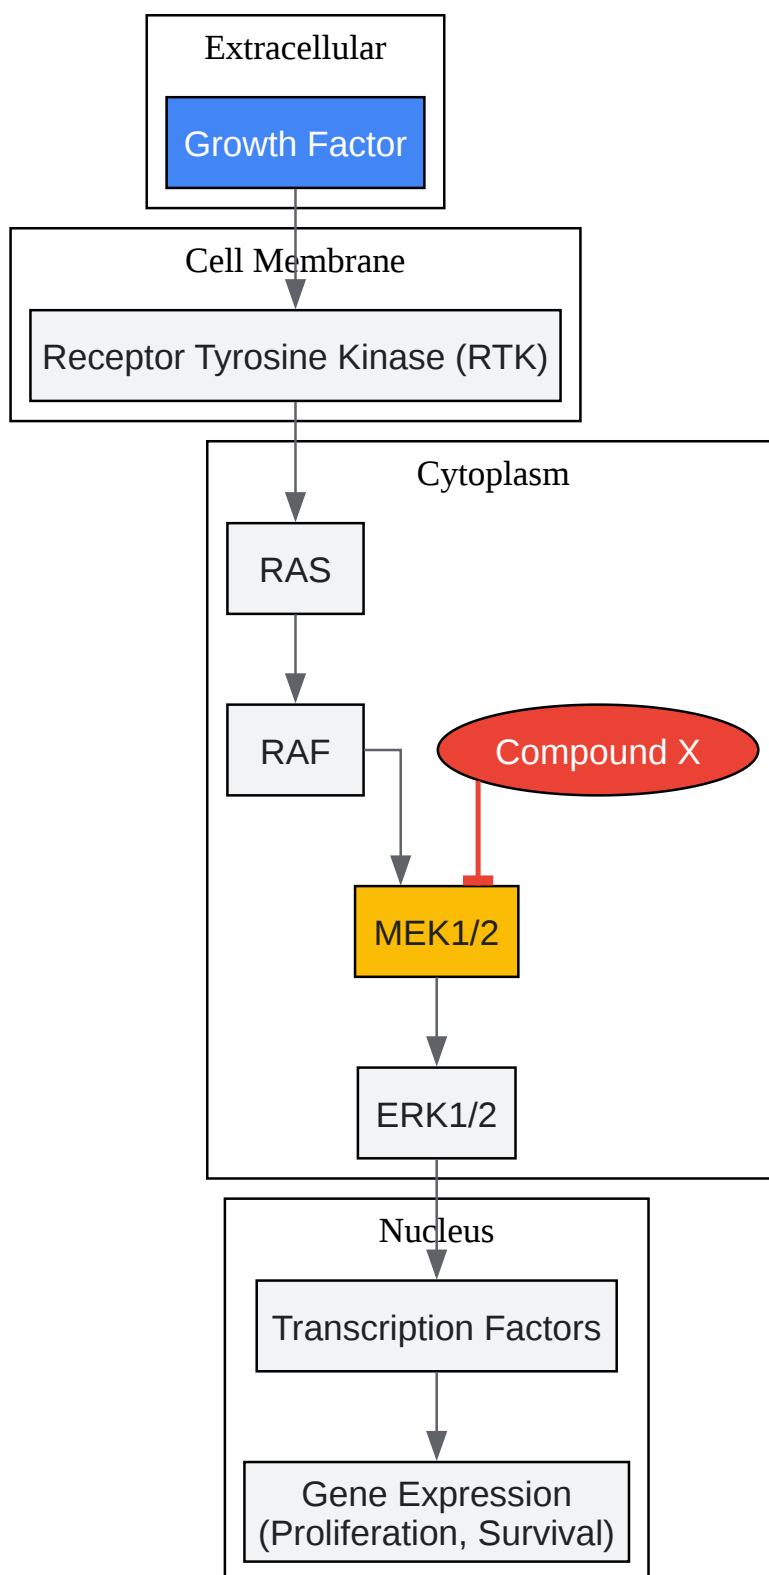 Extracellular
Growth Factor
Cell Membrane
Receptor Tyrosine Kinase (RTK)
Cytoplasm
RAS
RAF
Compound X
MEK1/2
ERK1/2
Nucleus
Transcription Factors
Gene Expression
(Proliferation, Survival)